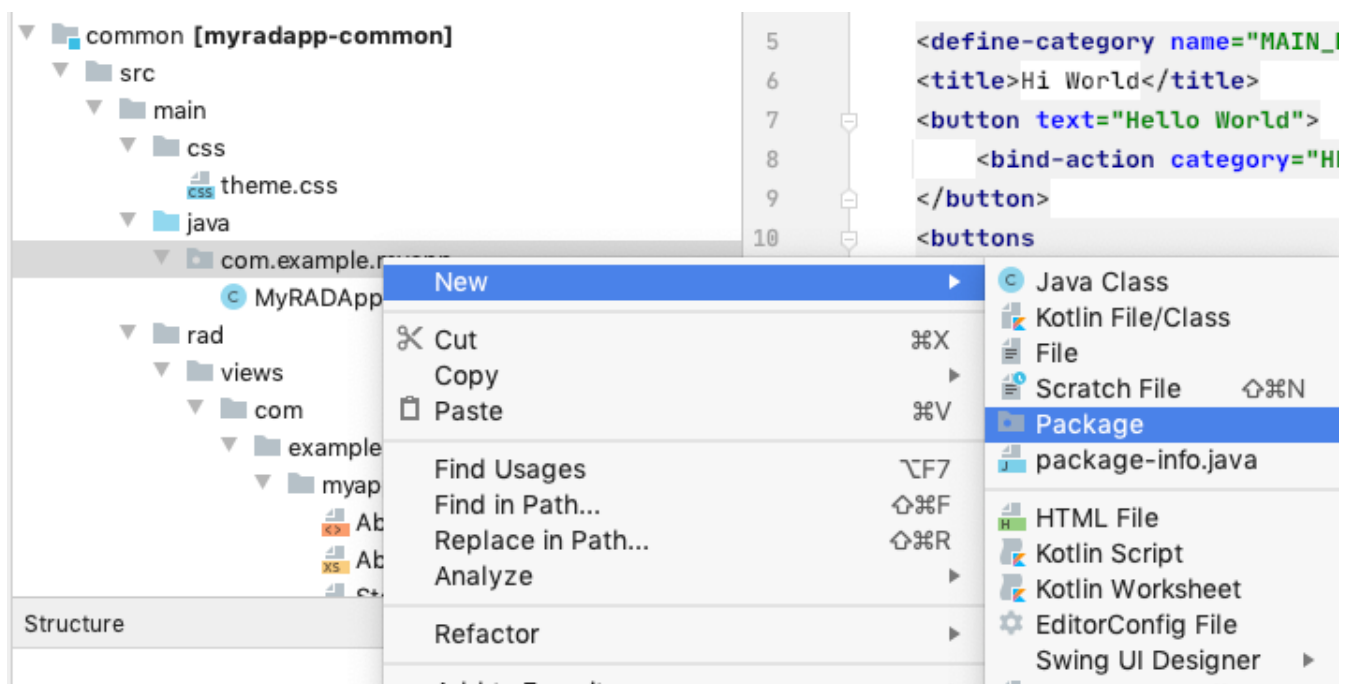 common [myradapp-common]
src
main
css
theme.css
java
com.example.
MyRADApp
rad
views
com
example
myap
Ab
Ab
Structure
5 <define-category name="MAIN_
6 <title>Hi World</title>
7 <button text="Hello World">
8 <bind-action category="H
9 </button>
10 <buttons
New
Cut ⌘X
Copy
Paste ⌘V
Find Usages ⌥F7
Find in Path... ⇧⌘F
Replace in Path... ⇧⌘R
Analyze
Refactor
Java Class
Kotlin File/Class
File
Scratch File ⇧⌘N
Package
package-info.java
HTML File
Kotlin Script
Kotlin Worksheet
EditorConfig File
Swing UI Designer